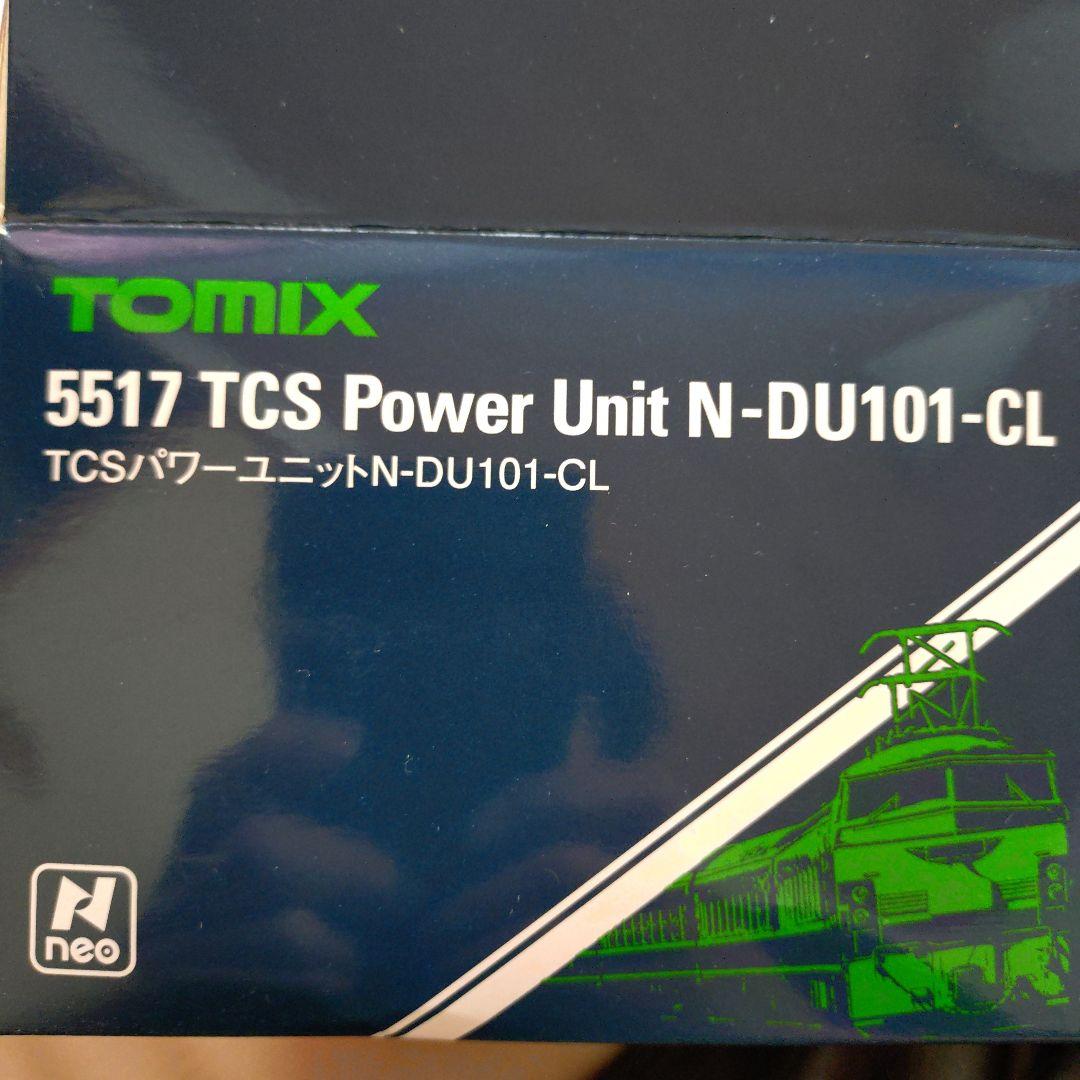 TOMIX
5517 TCS Power Unit N-DU101-CL
TCSパワーユニットN-DU101-CL
N
neo